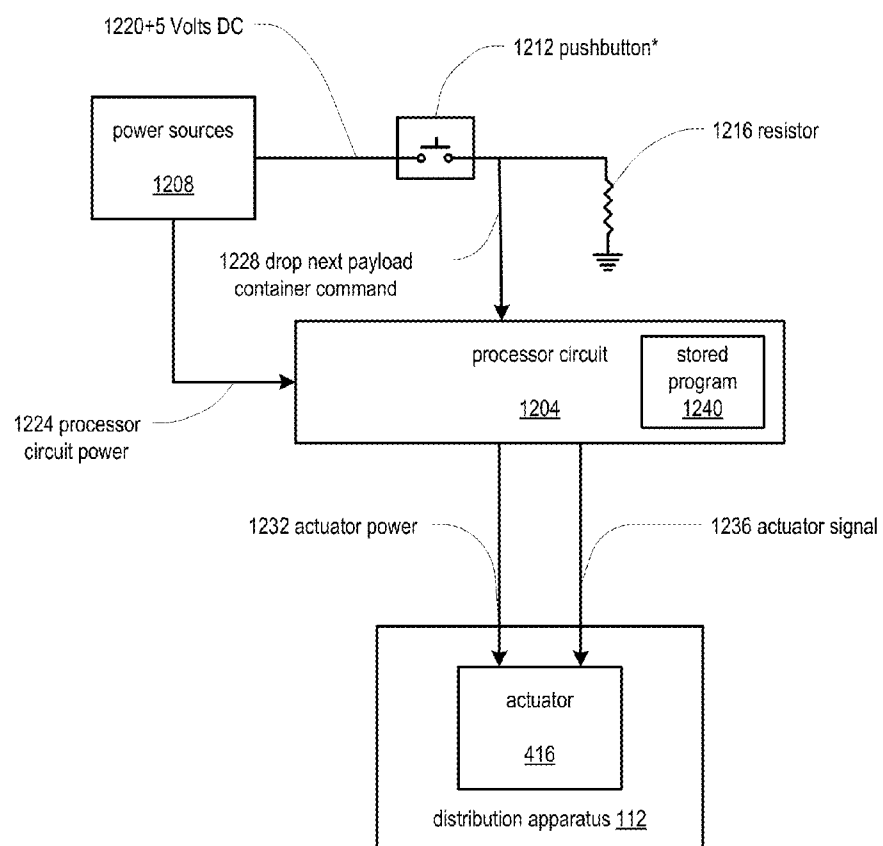 1220+5 Volts DC
1212 pushbutton*
power sources
1208
1216 resistor
1228 drop next payload
container command
processor circuit
1204
stored
program
1240
1224 processor
circuit power
1232 actuator power
1236 actuator signal
actuator
416
distribution apparatus 112